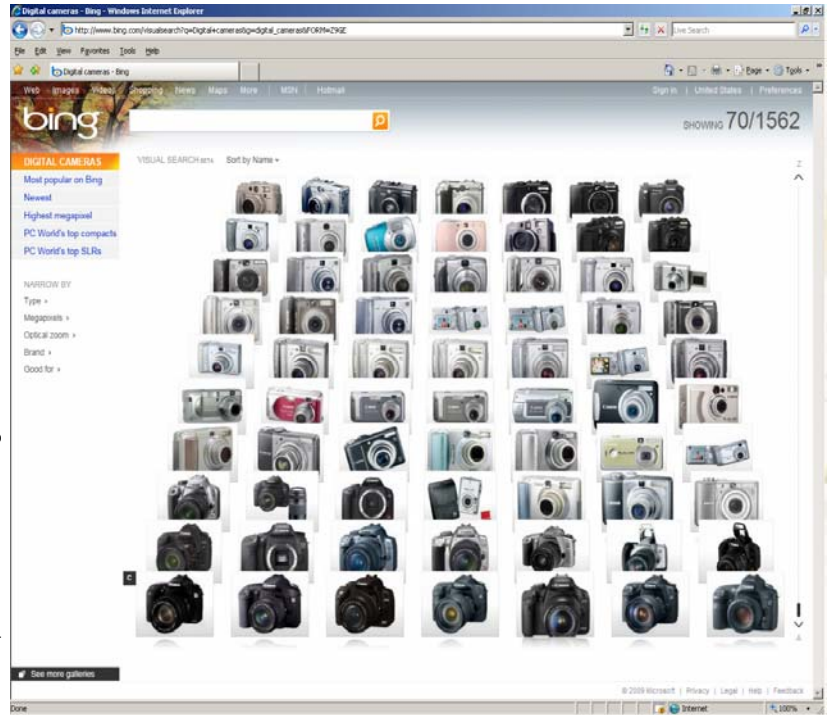 Digital cameras - Bing - Windows Internet Explorer
http://www.bing.com/visualsearch?q=Digital+cameras&g=digital_cameras&FORM=Z9GE
Live Search
File Edit View Favorites Tools Help
Digital cameras - Bing
Page Tools
Web Images Videos Shopping News Maps More | MSN | Hotmail
Sign in | United States | Preferences
bing
SHOWING 70/1562
DIGITAL CAMERAS
VISUAL SEARCH BETA Sort by Name
Z
Most popular on Bing
Newest
Highest megapixel
PC World's top compacts
PC World's top SLRs
NARROW BY
Type
Megapixels
Optical zoom
Brand
Good for
C
A
See more galleries
© 2009 Microsoft | Privacy | Legal | Help | Feedback
Done
Internet
100%